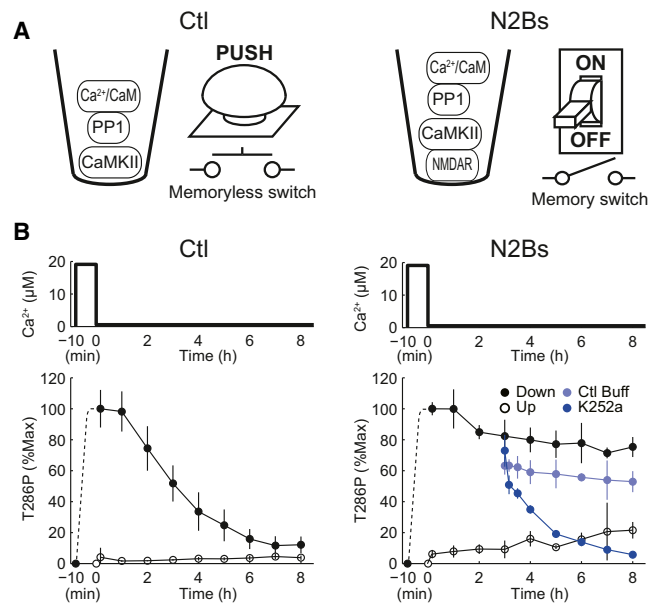 A
Ctl
Ca²⁺/CaM
PP1
CaMKII
PUSH
Memoryless switch
N2Bs
Ca²⁺/CaM
PP1
CaMKII
NMDAR
ON
OFF
Memory switch
B
Ctl
Ca²⁺ (μM)
20
10
0
−10 0 2 4 6 8
(min) Time (h)
T286P (%Max)
120
100
80
60
40
20
0
−10 0 2 4 6 8
(min) Time (h)
N2Bs
Ca²⁺ (μM)
20
10
0
−10 0 2 4 6 8
(min) Time (h)
Down Ctl Buff
Up K252a
T286P (%Max)
120
100
80
60
40
20
0
−10 0 2 4 6 8
(min) Time (h)